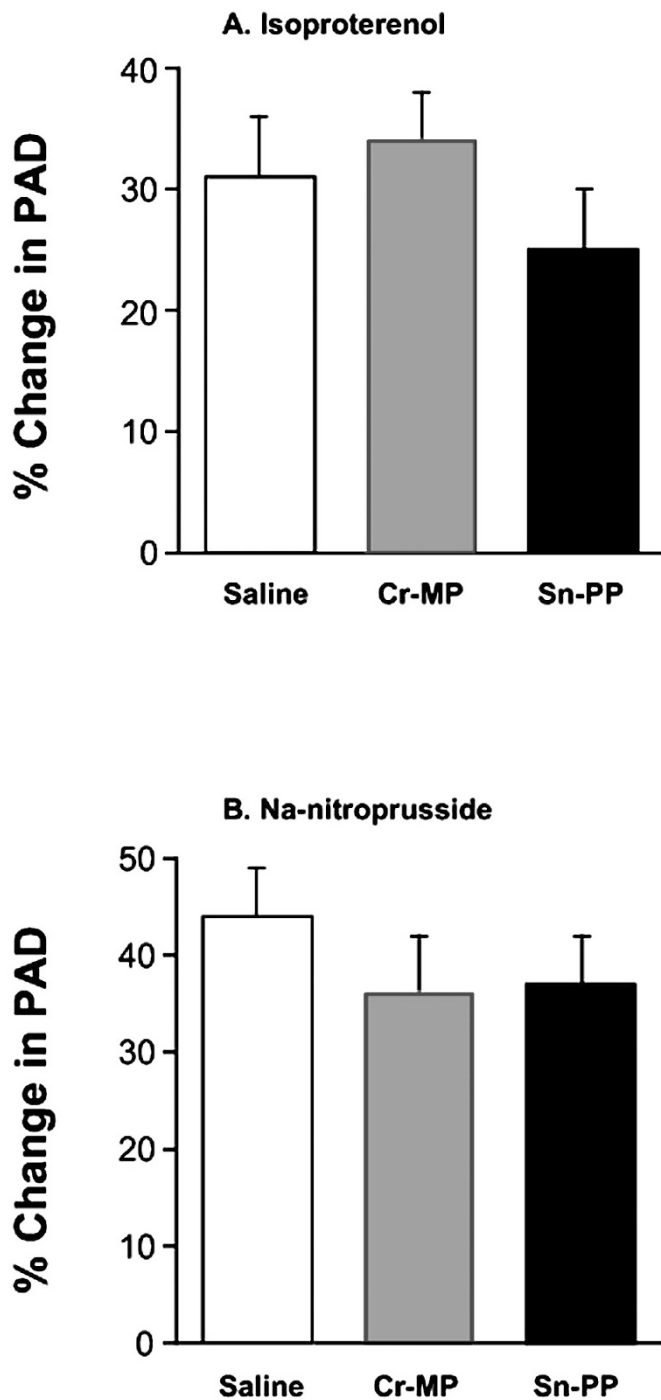 A. Isoproterenol
% Change in PAD
40
30
20
10
0
Saline Cr-MP Sn-PP
B. Na-nitroprusside
% Change in PAD
50
40
30
20
10
0
Saline Cr-MP Sn-PP